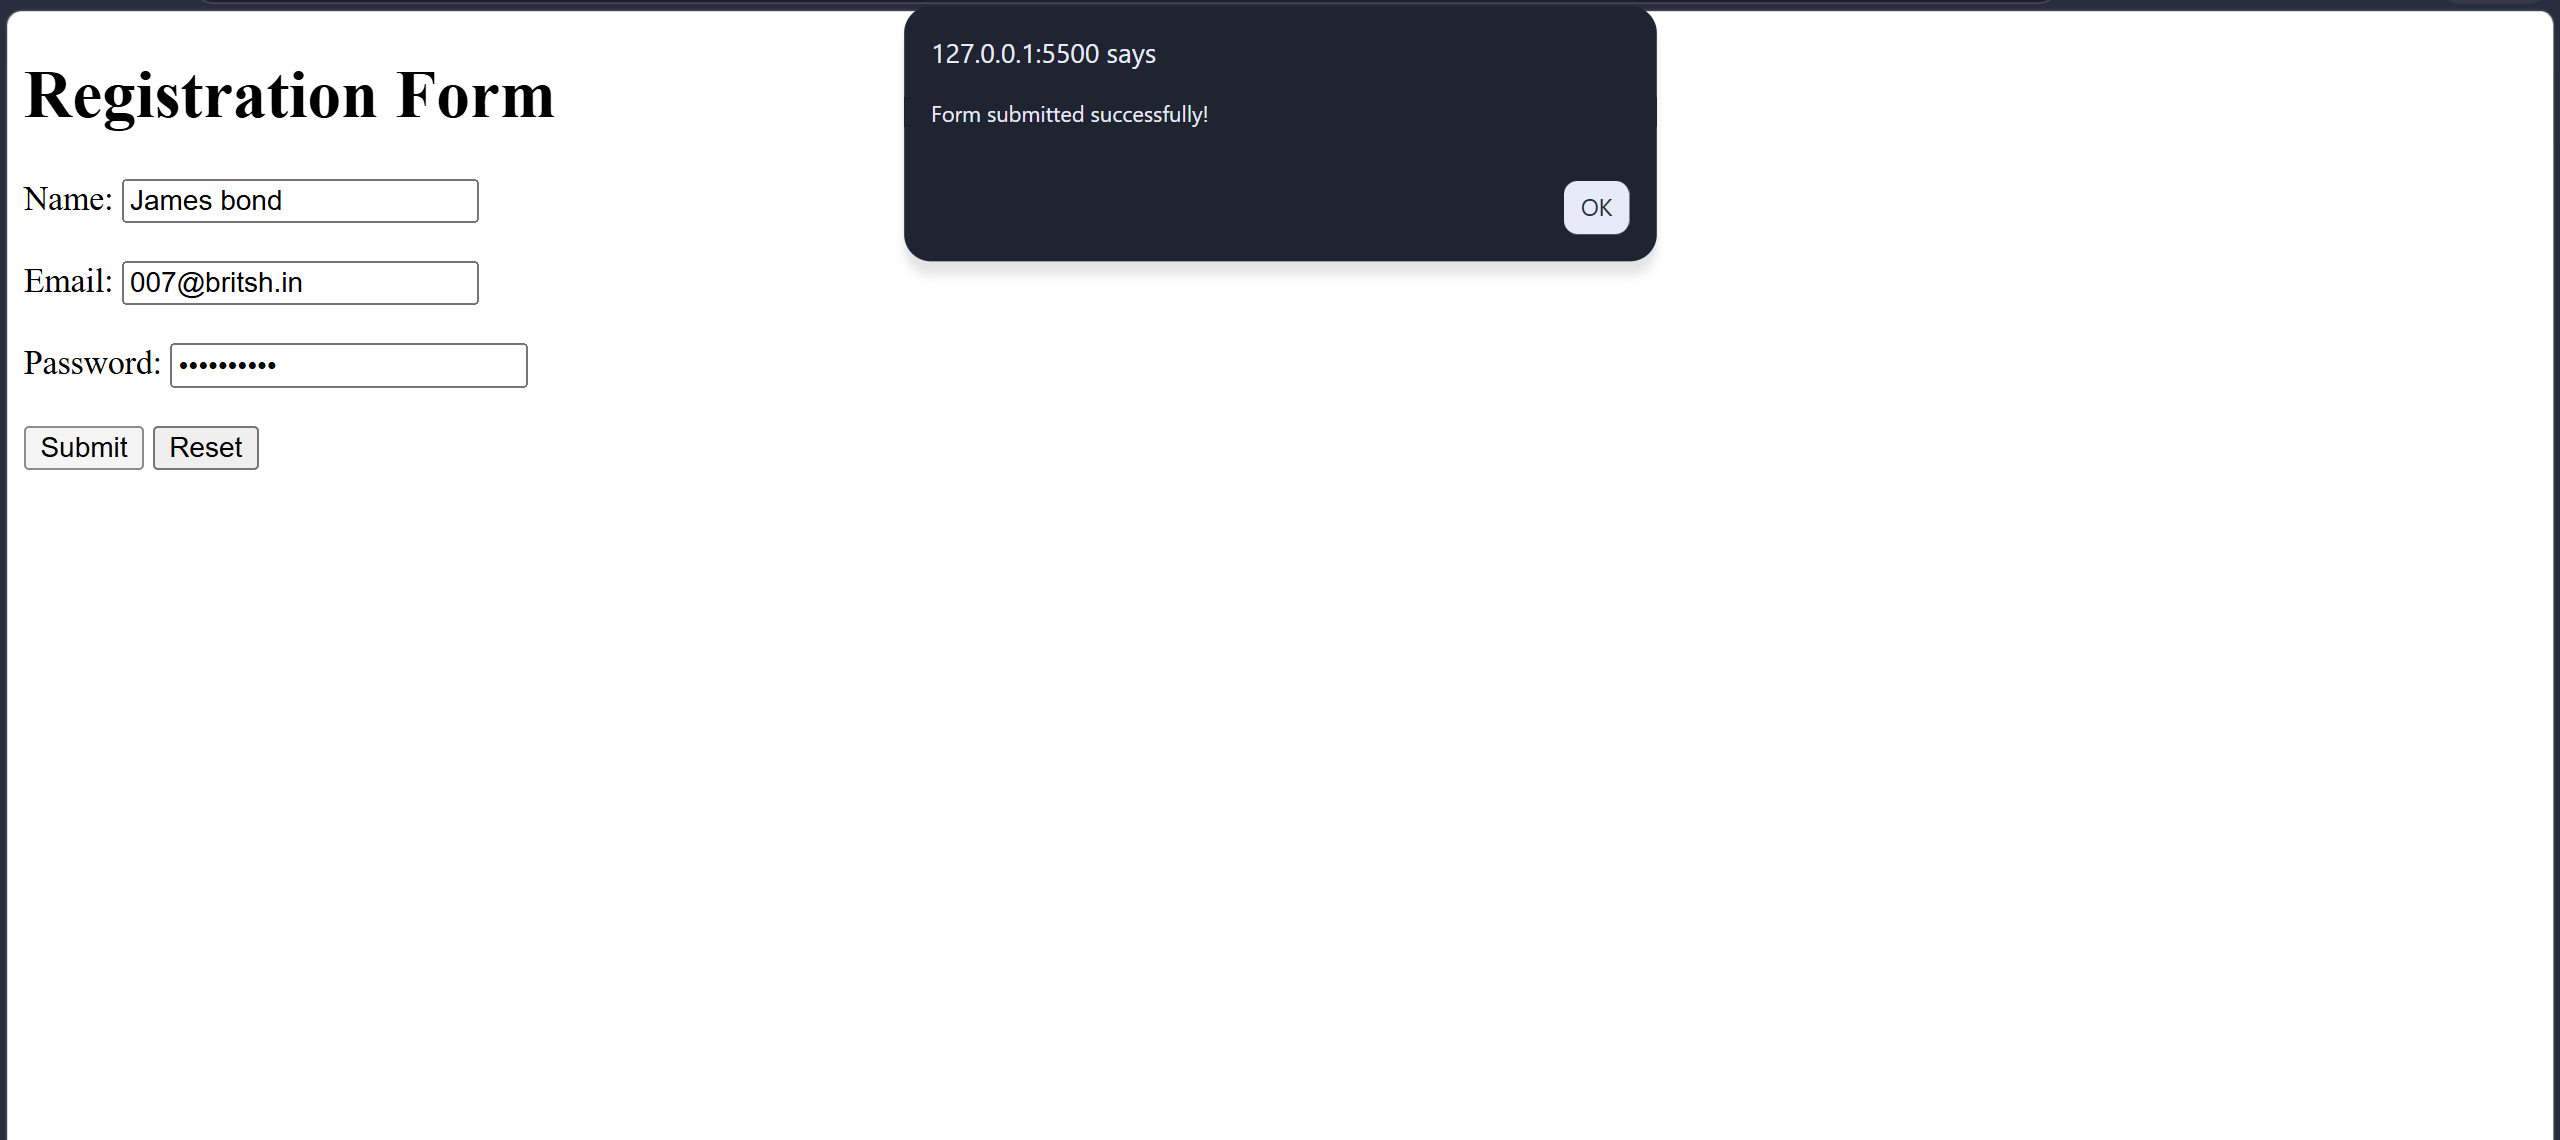 127.0.0.1:5500 says
Form submitted successfully!
OK
Registration Form
Name: James bond
Email: 007@britsh.in
Password: ••••••••••
Submit Reset